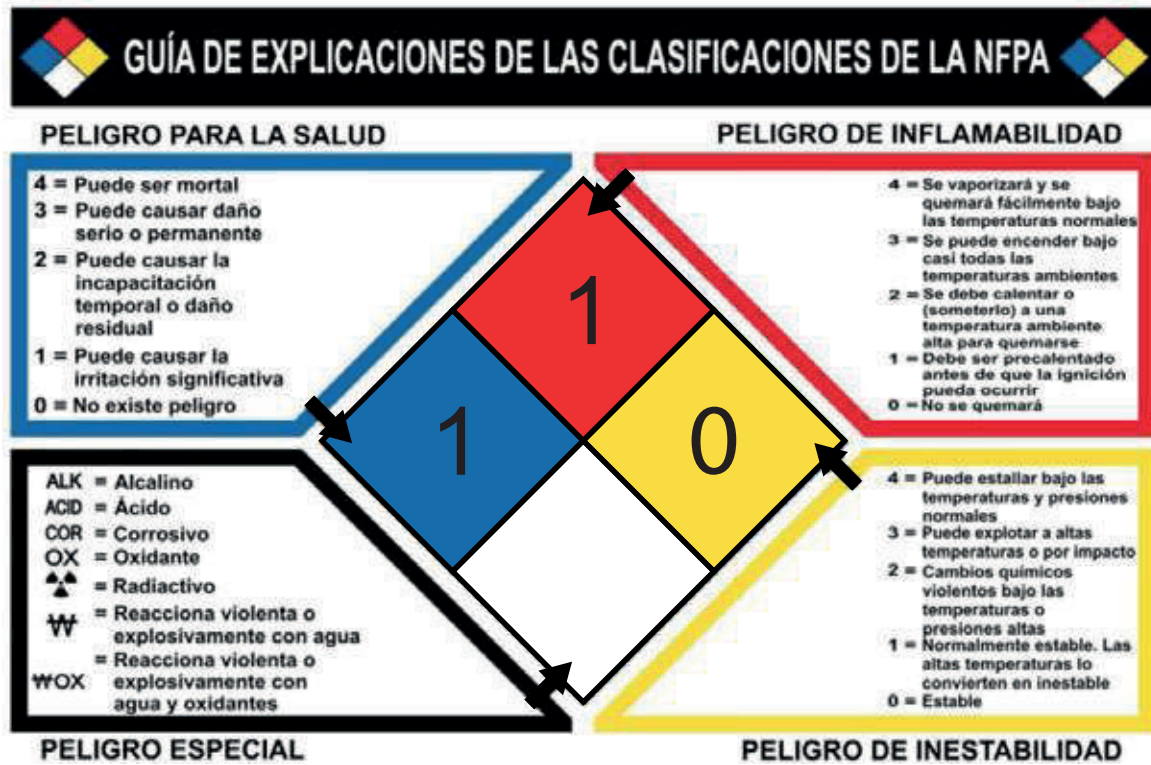 GUÍA DE EXPLICACIONES DE LAS CLASIFICACIONES DE LA NFPA
PELIGRO PARA LA SALUD
4 = Puede ser mortal
3 = Puede causar daño
serio o permanente
2 = Puede causar la
incapacitación
temporal o daño
residual
1 = Puede causar la
irritación significativa
0 = No existe peligro
PELIGRO DE INFLAMABILIDAD
4 = Se vaporizará y se
quemará fácilmente bajo
las temperaturas normales
3 = Se puede encender bajo
casi todas las
temperaturas ambientes
2 = Se debe calentar o
(someterlo) a una
temperatura ambiente
alta para quemarse
1 = Debe ser precalentado
antes de que la ignición
pueda ocurrir
0 = No se quemará
1
1
0
ALK = Alcalino
ACID = Ácido
COR = Corrosivo
OX = Oxidante
= Radiactivo
W = Reacciona violenta o
explosivamente con agua
= Reacciona violenta o
WOX explosivamente con
agua y oxidantes
PELIGRO ESPECIAL
4 = Puede estallar bajo las
temperaturas y presiones
normales
3 = Puede explotar a altas
temperaturas o por impacto
2 = Cambios químicos
violentos bajo las
temperaturas o
presiones altas
1 = Normalmente estable. Las
altas temperaturas lo
convierten en inestable
0 = Estable
PELIGRO DE INESTABILIDAD